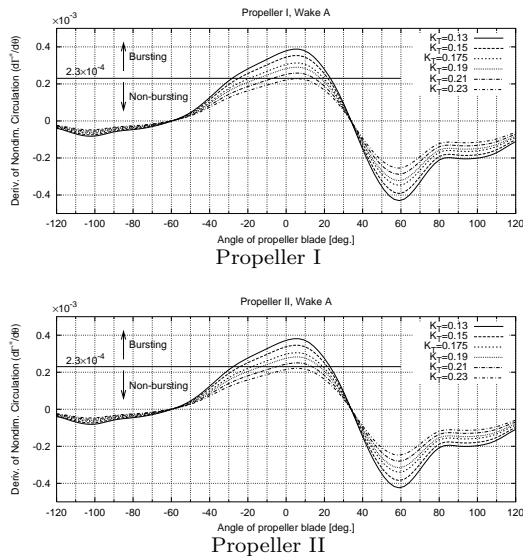 Propeller I, Wake A
×10⁻³
Deriv. of Nondim. Circulation (dΓ*/dθ)
0.4
0.2
0
-0.2
-0.4
2.3×10⁻⁴
Bursting
Non-bursting
K_T=0.13
K_T=0.15
K_T=0.175
K_T=0.19
K_T=0.21
K_T=0.23
-120 -100 -80 -60 -40 -20 0 20 40 60 80 100 120
Angle of propeller blade [deg.]
Propeller I
Propeller II, Wake A
×10⁻³
Deriv. of Nondim. Circulation (dΓ*/dθ)
0.4
0.2
0
-0.2
-0.4
2.3×10⁻⁴
Bursting
Non-bursting
K_T=0.13
K_T=0.15
K_T=0.175
K_T=0.19
K_T=0.21
K_T=0.23
-120 -100 -80 -60 -40 -20 0 20 40 60 80 100 120
Angle of propeller blade [deg.]
Propeller II